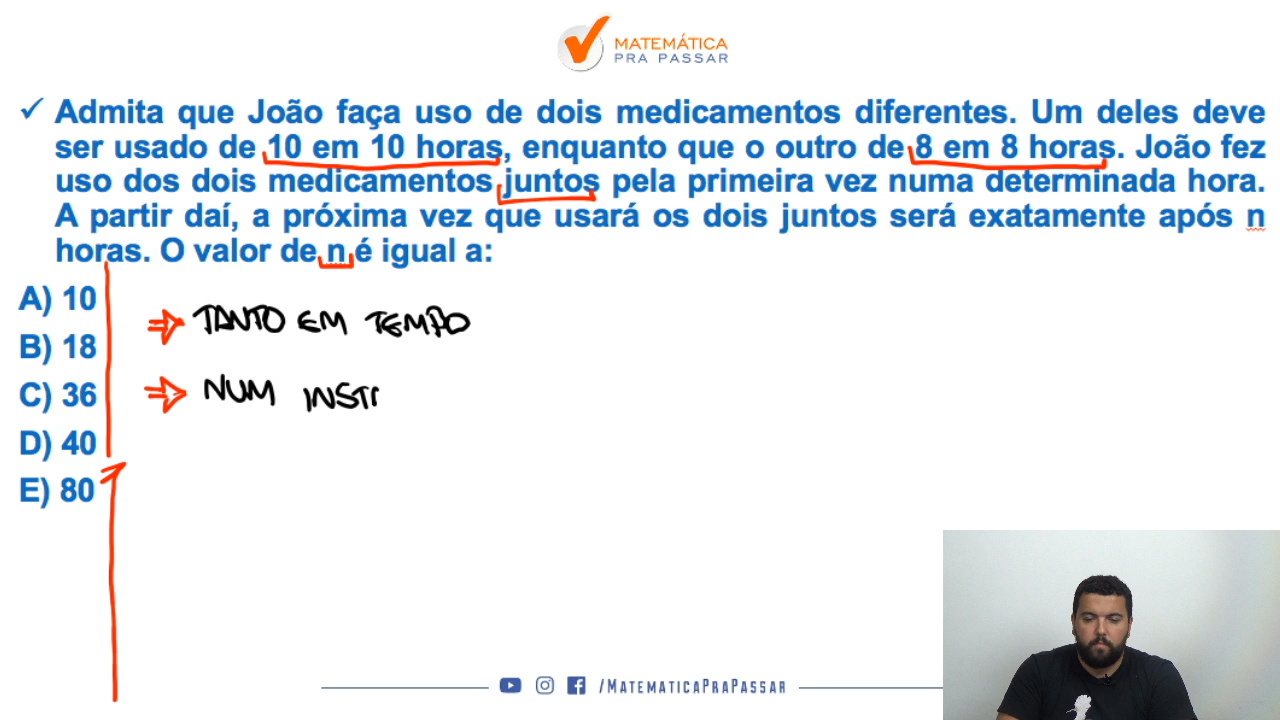 MATEMÁTICA
PRA PASSAR
Admita que João faça uso de dois medicamentos diferentes. Um deles deve
ser usado de 10 em 10 horas, enquanto que o outro de 8 em 8 horas. João fez
uso dos dois medicamentos juntos pela primeira vez numa determinada hora.
A partir daí, a próxima vez que usará os dois juntos será exatamente após n
horas. O valor de n é igual a:
A) 10
B) 18
C) 36
D) 40
E) 80
TANTO EM TEMPO
NUM INST
/MATEMATICAPRAPASSAR